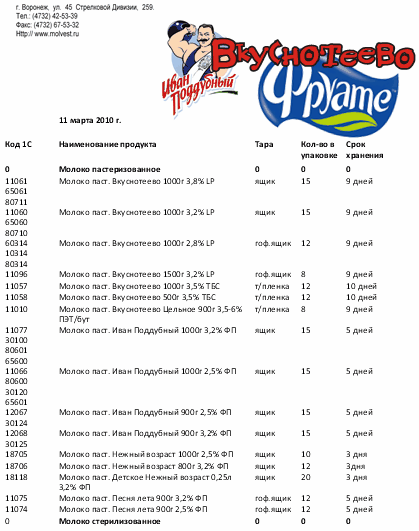 г. Воронеж, ул. 45 Стрелковой Дивизии, 259.
Тел.: (4732) 42-53-39
Факс: (4732) 67-53-32
Http:// www.molvest.ru
Вкуснотеево
Иван
Поддубный
Фруате
11 марта 2010 г.
Код 1С Наименование продукта Тара Кол-во в упаковке Срок хранения
0 Молоко пастеризованное 0 0 0
11061 Молоко паст. Вкуснотеево 1000г 3,8% LP ящик 15 9 дней
65061
80711
11060 Молоко паст. Вкуснотеево 1000г 3,2% LP ящик 15 9 дней
65060
80710
60314 Молоко паст. Вкуснотеево 1000г 2,8% LP гоф.ящик 12 9 дней
10314
80314
11096 Молоко паст. Вкуснотеево 1500г 3,2% LP гоф.ящик 8 9 дней
11057 Молоко паст. Вкуснотеево 1000г 3,5% ТБС т/пленка 12 10 дней
11058 Молоко паст. Вкуснотеево 500г 3,5% ТБС т/пленка 12 10 дней
11010 Молоко паст. Вкуснотеево Цельное 900г 3,5-6% т/пленка 8 9 дней
ПЭТ/бут
11077 Молоко паст. Иван Поддубный 1000г 3,2% ФП ящик 15 5 дней
30100
80601
65600
11066 Молоко паст. Иван Поддубный 1000г 2,5% ФП ящик 15 5 дней
80600
30120
65601
12067 Молоко паст. Иван Поддубный 900г 2,5% ФП ящик 15 5 дней
30124
12068 Молоко паст. Иван Поддубный 900г 3,2% ФП ящик 15 5 дней
30125
18705 Молоко паст. Нежный возраст 1000г 2,5% ФП ящик 10 3 дня
18706 Молоко паст. Нежный возраст 800г 3,2% ФП ящик 12 3дня
18118 Молоко паст. Детское Нежный возраст 0,25л ящик 20 3 дня
3,2% ФП
11075 Молоко паст. Песня лета 900г 3,2% ФП гоф.ящик 12 5 дней
11074 Молоко паст. Песня лета 900г 2,5% ФП гоф.ящик 12 5 дней
0 Молоко стерилизованное 0 0 0